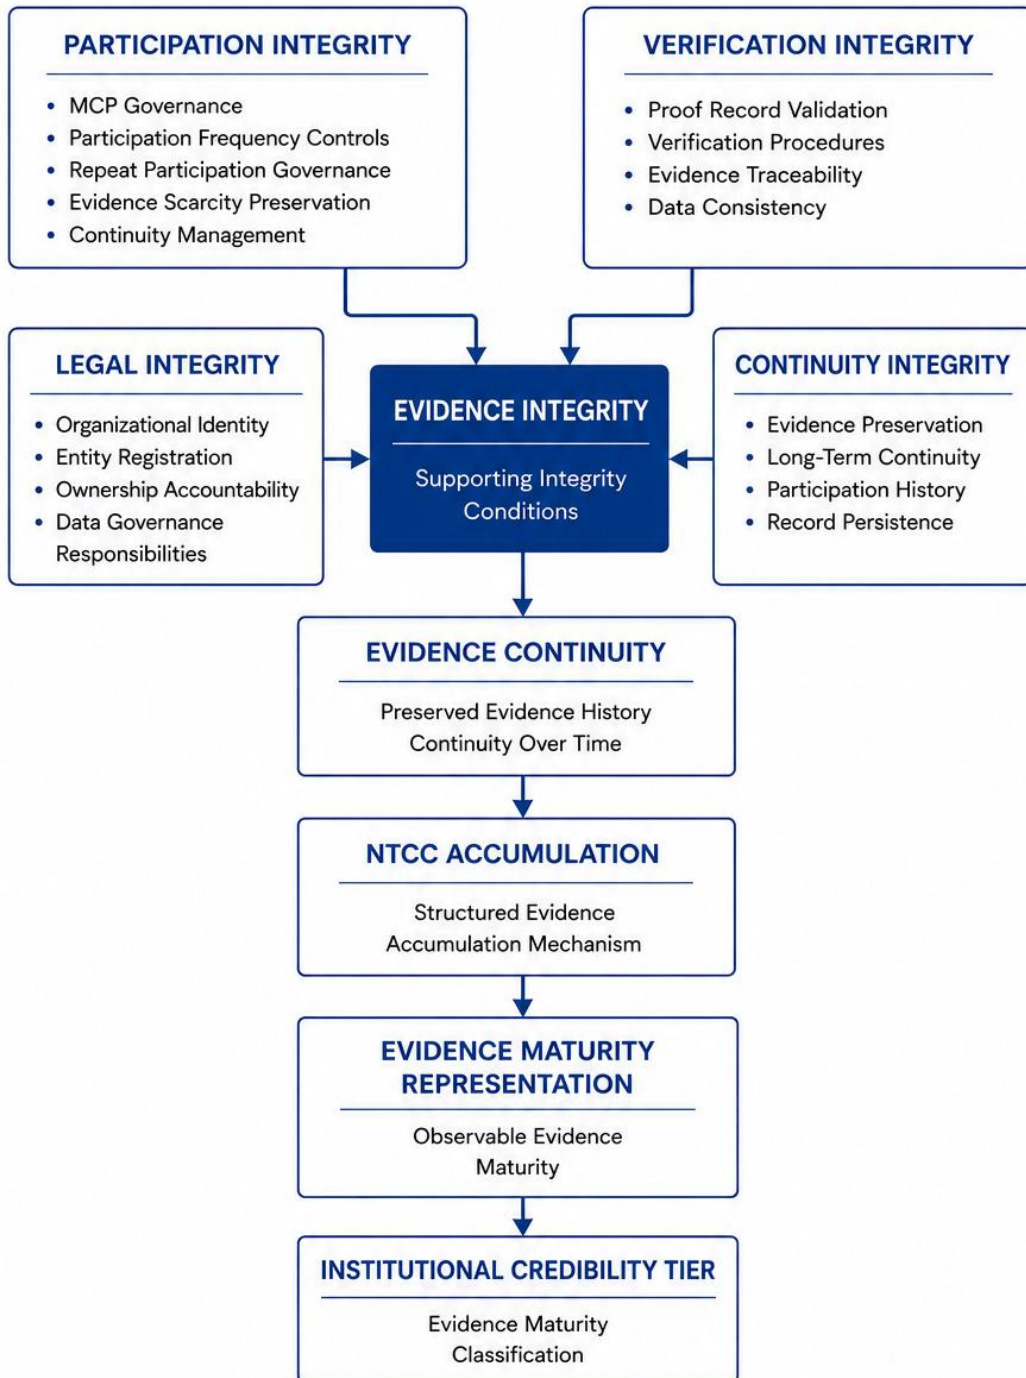 PARTICIPATION INTEGRITY
• MCP Governance
• Participation Frequency Controls
• Repeat Participation Governance
• Evidence Scarcity Preservation
• Continuity Management
VERIFICATION INTEGRITY
• Proof Record Validation
• Verification Procedures
• Evidence Traceability
• Data Consistency
LEGAL INTEGRITY
• Organizational Identity
• Entity Registration
• Ownership Accountability
• Data Governance
Responsibilities
EVIDENCE INTEGRITY
Supporting Integrity
Conditions
CONTINUITY INTEGRITY
• Evidence Preservation
• Long-Term Continuity
• Participation History
• Record Persistence
EVIDENCE CONTINUITY
Preserved Evidence History
Continuity Over Time
NTCC ACCUMULATION
Structured Evidence
Accumulation Mechanism
EVIDENCE MATURITY
REPRESENTATION
Observable Evidence
Maturity
INSTITUTIONAL CREDIBILITY TIER
Evidence Maturity
Classification